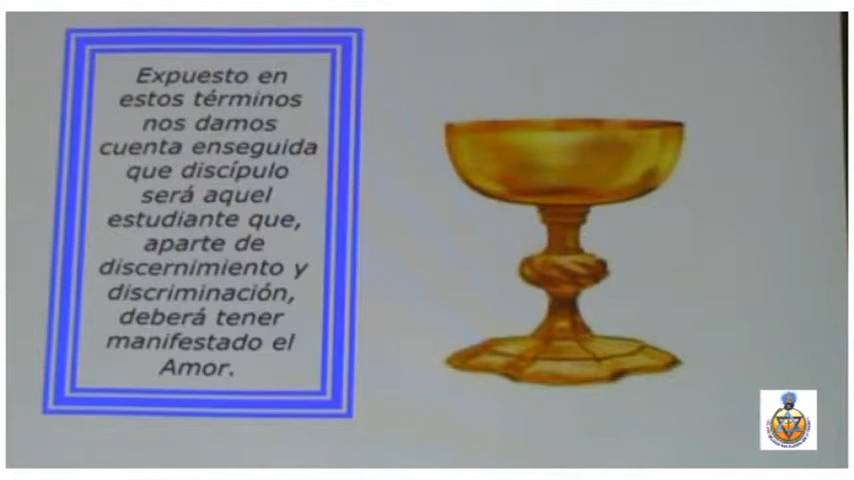 Expuesto en
estos términos
nos damos
cuenta enseguida
que discípulo
será aquel
estudiante que,
aparte de
discernimiento y
discriminación,
deberá tener
manifestado el
Amor.